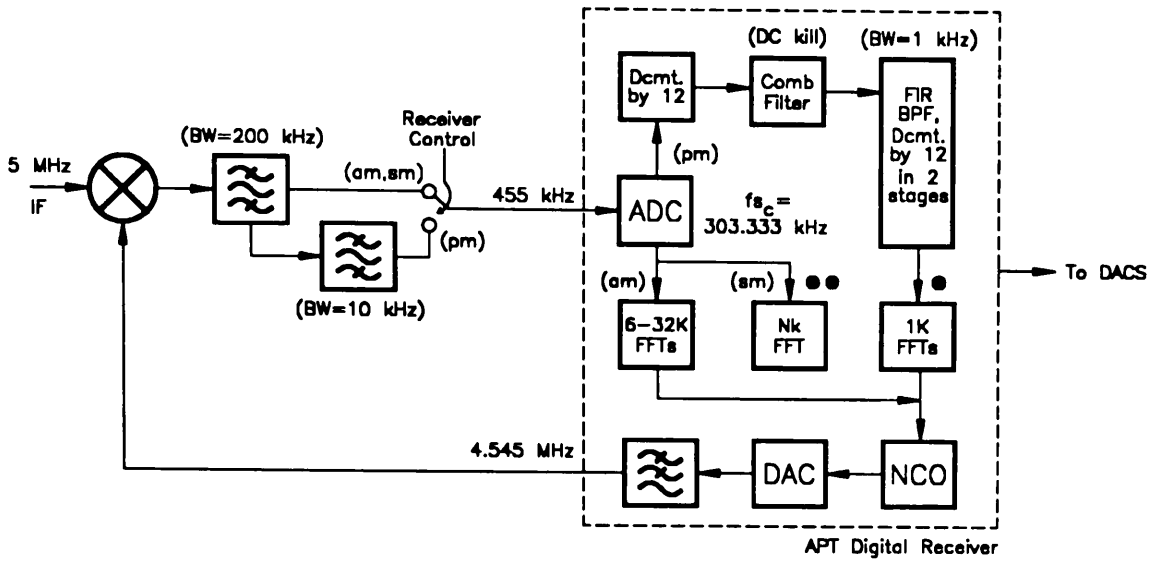 (DC kill)
(BW=1 kHz)
Dcmt.
by 12
Comb
Filter
FIR
BPF,
Dcmt.
by 12
in 2
stages
Receiver
Control
(BW=200 kHz)
5 MHz
IF
(am,sm)
(pm)
455 kHz
(pm)
ADC
fsc=
303.333 kHz
(BW=10 kHz)
(am)
(sm)
6-32K
FFTs
Nk
FFT
1K
FFTs
To DACS
4.545 MHz
DAC
NCO
APT Digital Receiver